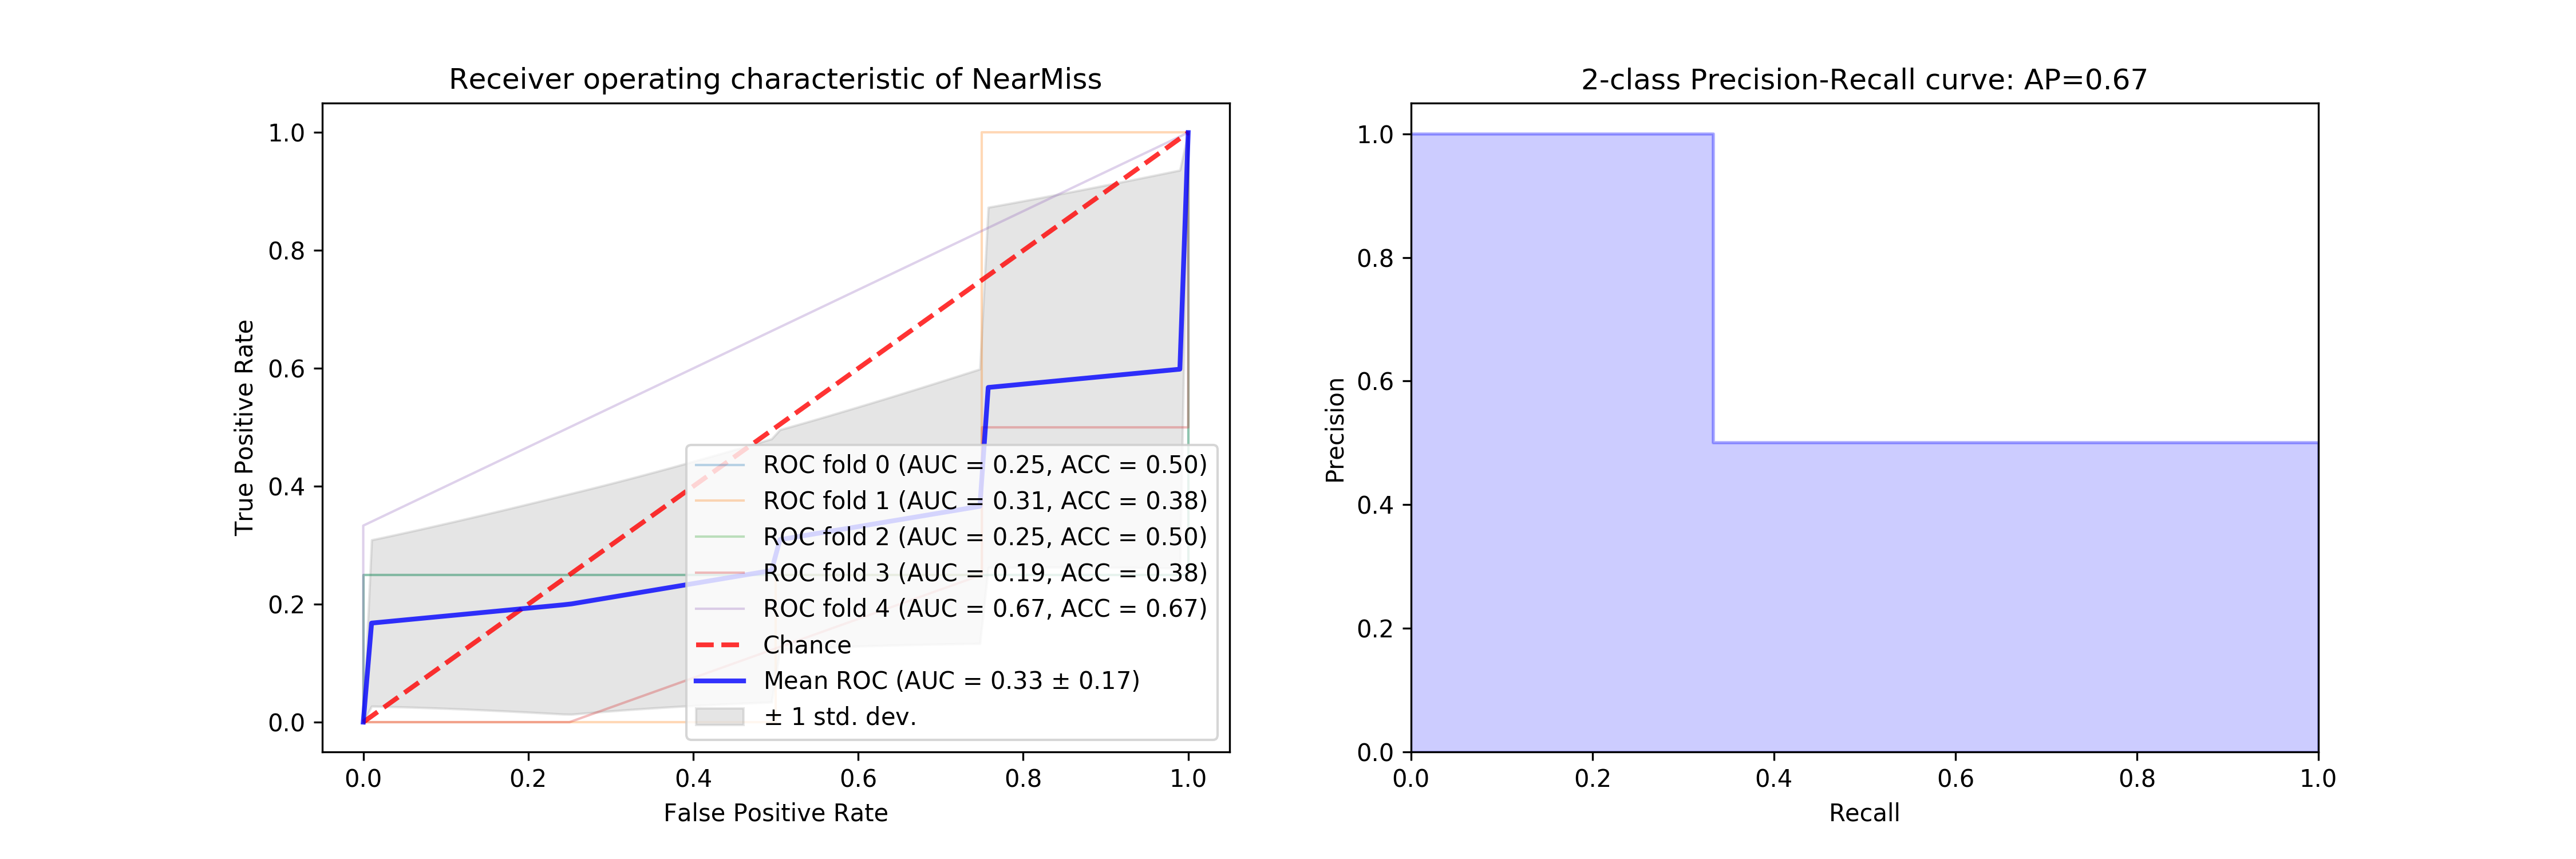 Receiver operating characteristic of NearMiss
True Positive Rate
1.0
0.8
0.6
0.4
0.2
0.0
ROC fold 0 (AUC = 0.25, ACC = 0.50)
ROC fold 1 (AUC = 0.31, ACC = 0.38)
ROC fold 2 (AUC = 0.25, ACC = 0.50)
ROC fold 3 (AUC = 0.19, ACC = 0.38)
ROC fold 4 (AUC = 0.67, ACC = 0.67)
Chance
Mean ROC (AUC = 0.33 ± 0.17)
± 1 std. dev.
0.0 0.2 0.4 0.6 0.8 1.0
False Positive Rate
2-class Precision-Recall curve: AP=0.67
Precision
1.0
0.8
0.6
0.4
0.2
0.0
0.0 0.2 0.4 0.6 0.8 1.0
Recall